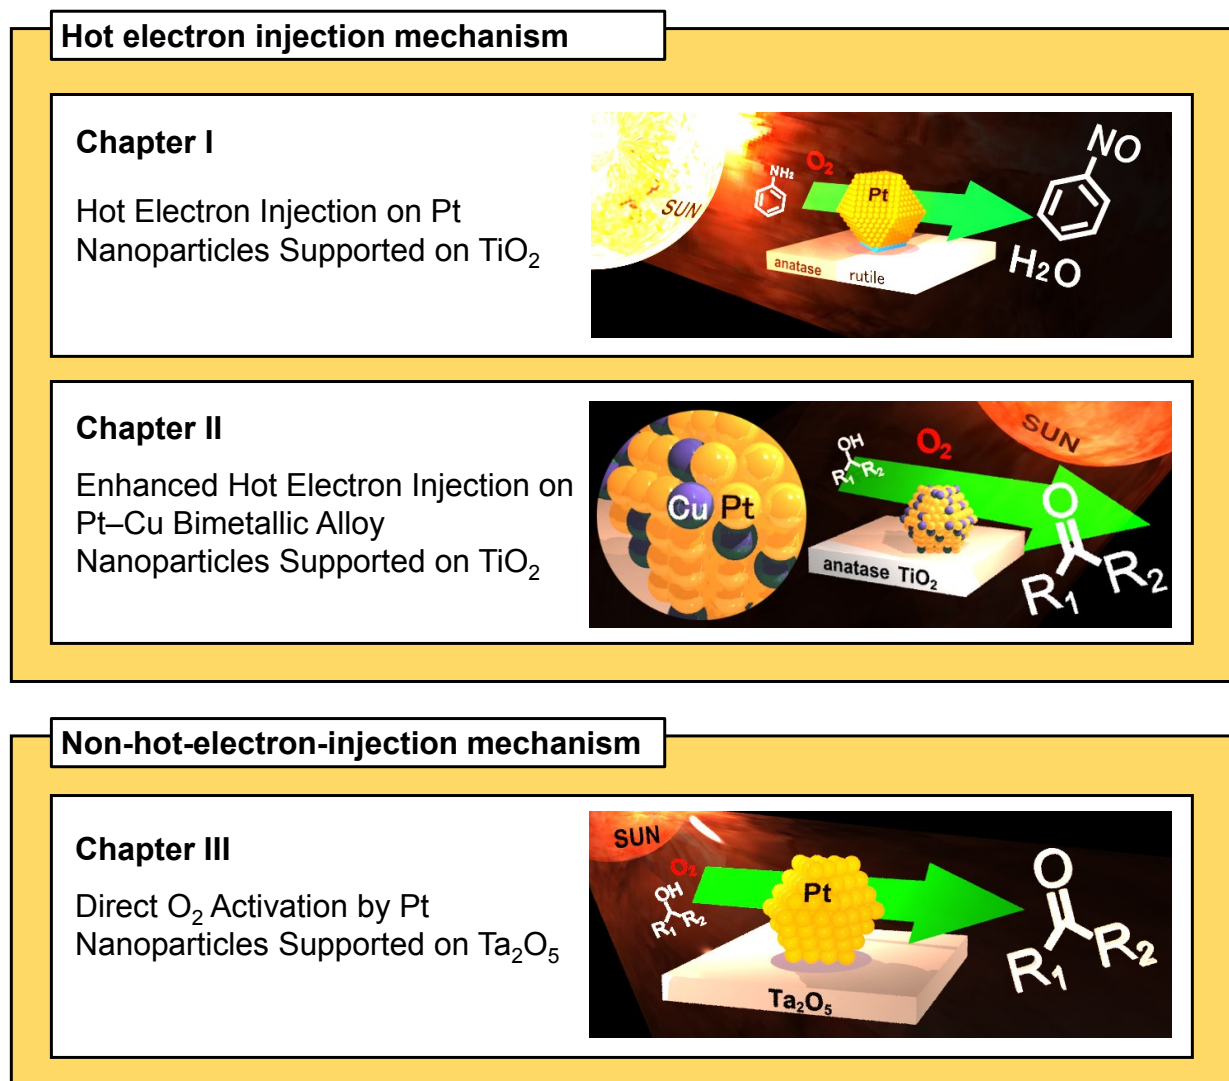 Hot electron injection mechanism
Chapter I
Hot Electron Injection on Pt
Nanoparticles Supported on TiO₂
SUN
NH₂
O₂
Pt
anatase
rutile
NO
H₂O
Chapter II
Enhanced Hot Electron Injection on
Pt–Cu Bimetallic Alloy
Nanoparticles Supported on TiO₂
Cu
Pt
OH
R₁
R₂
O₂
SUN
anatase TiO₂
O
R₁
R₂
Non-hot-electron-injection mechanism
Chapter III
Direct O₂ Activation by Pt
Nanoparticles Supported on Ta₂O₅
SUN
O₂
OH
R₁
R₂
Pt
Ta₂O₅
O
R₁
R₂